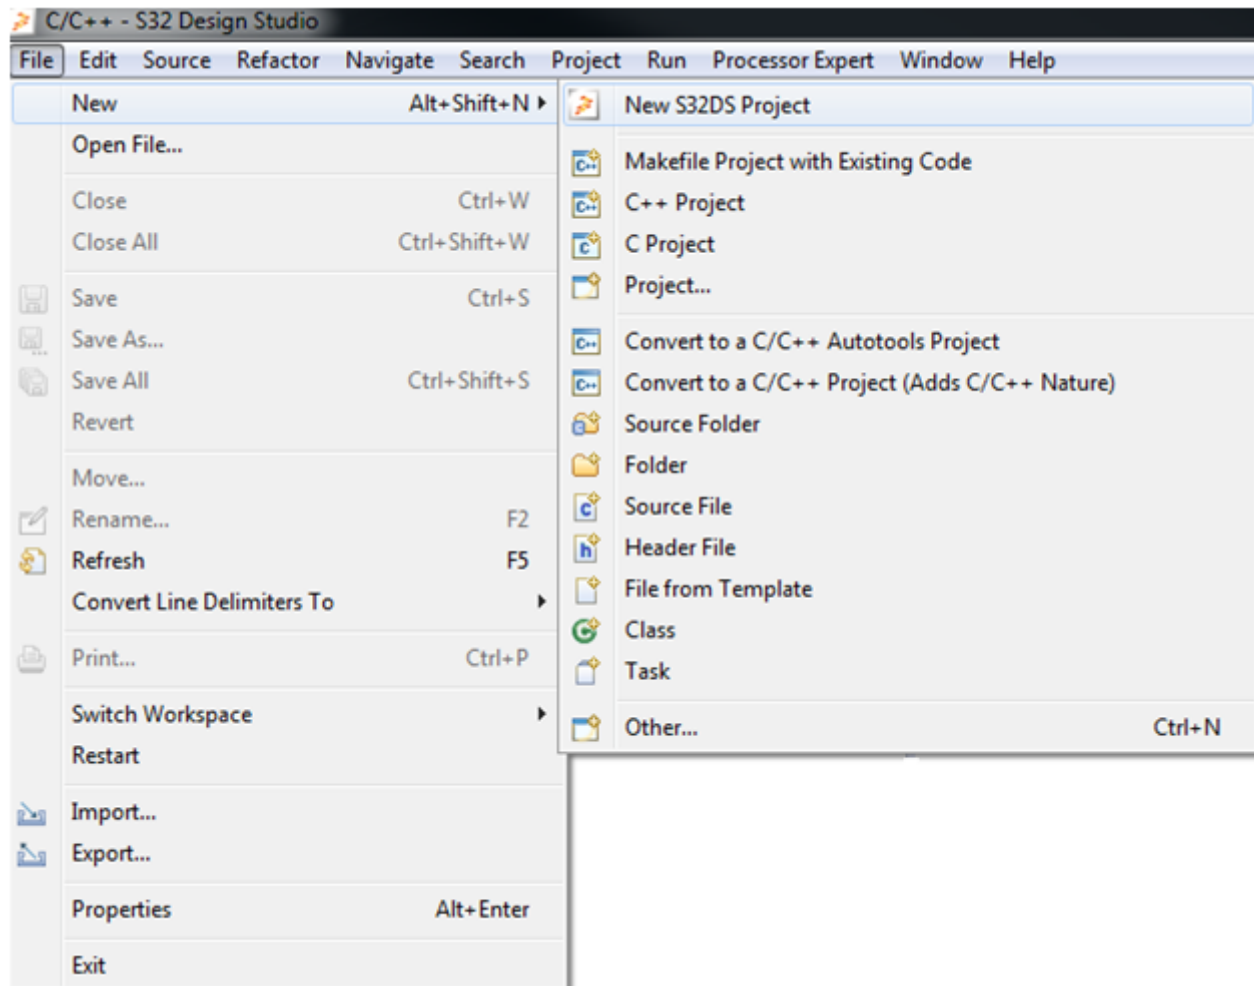 C/C++ - S32 Design Studio
File Edit Source Refactor Navigate Search Project Run Processor Expert Window Help
New Alt+Shift+N
Open File...
Close Ctrl+W
Close All Ctrl+Shift+W
Save Ctrl+S
Save As...
Save All Ctrl+Shift+S
Revert
Move...
Rename... F2
Refresh F5
Convert Line Delimiters To
Print... Ctrl+P
Switch Workspace
Restart
Import...
Export...
Properties Alt+Enter
Exit
New S32DS Project
Makefile Project with Existing Code
C++ Project
C Project
Project...
Convert to a C/C++ Autotools Project
Convert to a C/C++ Project (Adds C/C++ Nature)
Source Folder
Folder
Source File
Header File
File from Template
Class
Task
Other... Ctrl+N